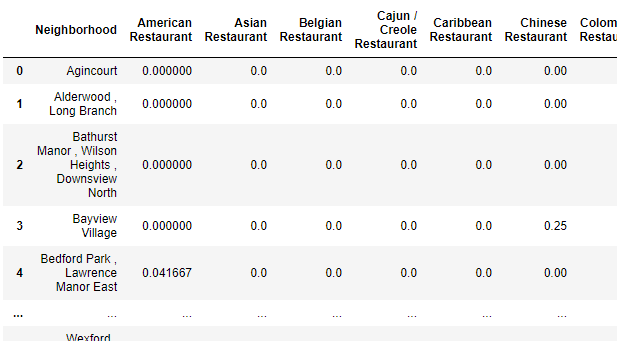 Neighborhood American Restaurant Asian Restaurant Belgian Restaurant Cajun / Creole Restaurant Caribbean Restaurant Chinese Restaurant
0 Agincourt 0.000000 0.0 0.0 0.0 0.0 0.00
1 Alderwood , Long Branch 0.000000 0.0 0.0 0.0 0.0 0.00
2 Bathurst Manor , Wilson Heights , Downsview North 0.000000 0.0 0.0 0.0 0.0 0.00
3 Bayview Village 0.000000 0.0 0.0 0.0 0.0 0.25
4 Bedford Park , Lawrence Manor East 0.041667 0.0 0.0 0.0 0.0 0.00
... ... ... ... ... ... ... ...
Wexford